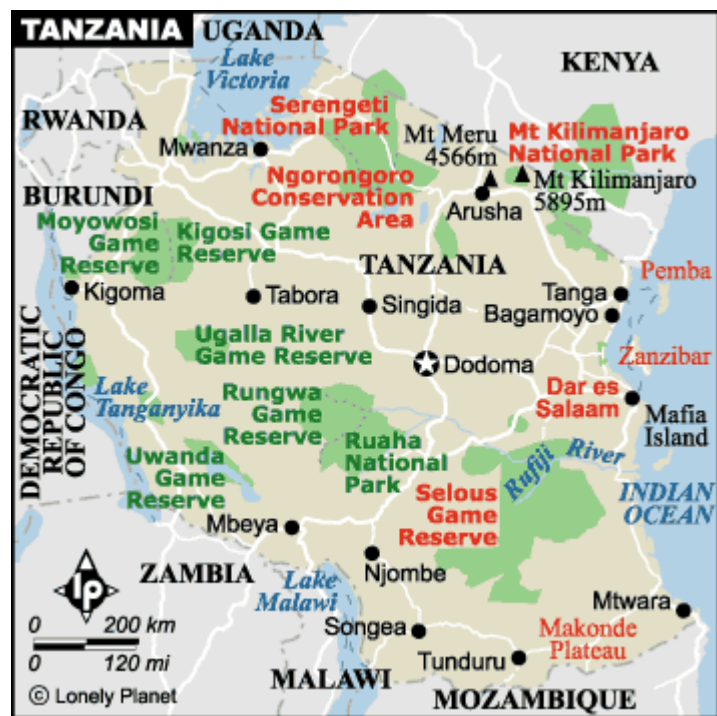 TANZANIA
UGANDA
Lake
Victoria
KENYA
RWANDA
Serengeti
National Park
Mt Meru
4566m
Mt Kilimanjaro
National Park
Mwanza
Ngorongoro
Conservation
Area
Mt Kilimanjaro
5895m
Arusha
BURUNDI
Moyowosi
Game
Reserve
Kigosi Game
Reserve
TANZANIA
Pemba
Kigoma
Tabora
Singida
Tanga
Bagamoyo
DEMOCRATIC
REPUBLIC
OF CONGO
Ugalla River
Game Reserve
Dodoma
Zanzibar
Lake
Tanganyika
Rungwa
Game
Reserve
Dar es
Salaam
Mafia
Island
Ruaha
National
Park
Rufiji River
Uwanda
Game
Reserve
Selous
Game
Reserve
INDIAN
OCEAN
Mbeya
Njombe
ZAMBIA
Lake
Malawi
Mtwara
lp
0 200 km
0 120 mi
Songea
Makonde
Plateau
Tunduru
MALAWI
MOZAMBIQUE
© Lonely Planet